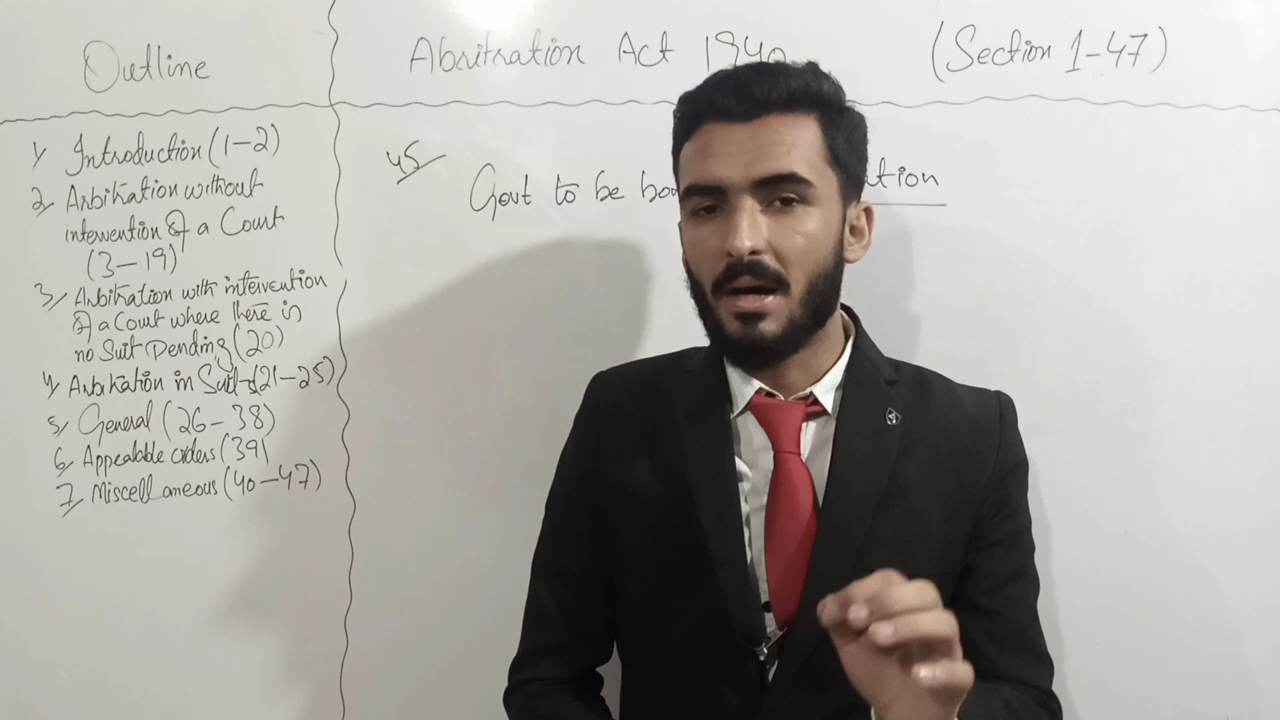 Outline
Abritration Act 1940 (Section 1-47)
1, Introduction (1-2)
2, Arbitration without
intervention of a Court
(3-19)
3, Arbitration with intervention
of a Court where there is
no Suit Pending (20)
4, Arbitration in Suits (21-25)
5, General (26-38)
6, Appealable orders (39)
7, Miscellaneous (40-47)
45
Govt to be